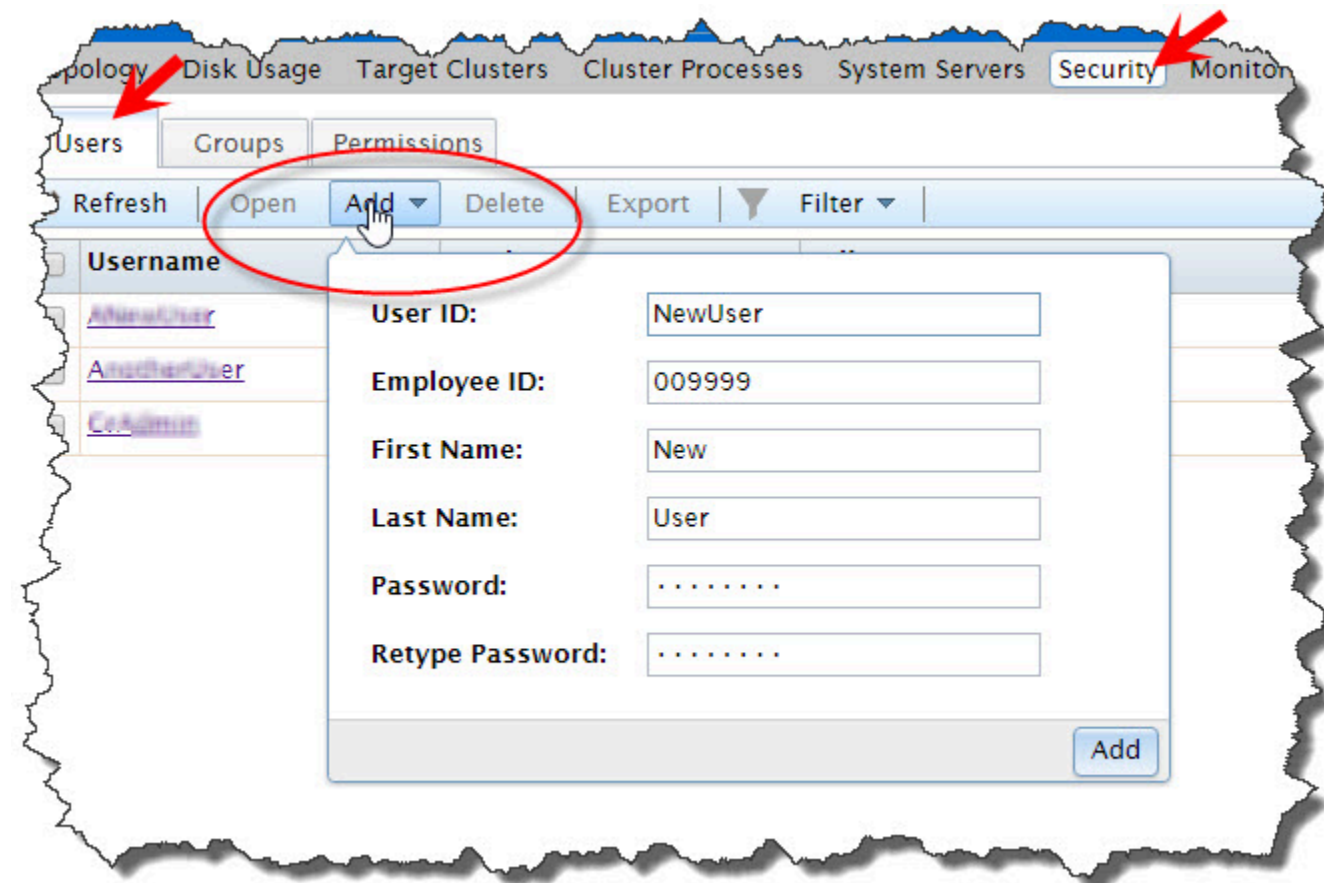 pology Disk Usage Target Clusters Cluster Processes System Servers Security Monitor
Users Groups Permissions
Refresh Open Add Delete Export Filter
Username
User ID: NewUser
Employee ID: 009999
First Name: New
Last Name: User
Password: ........
Retype Password: ........
Add